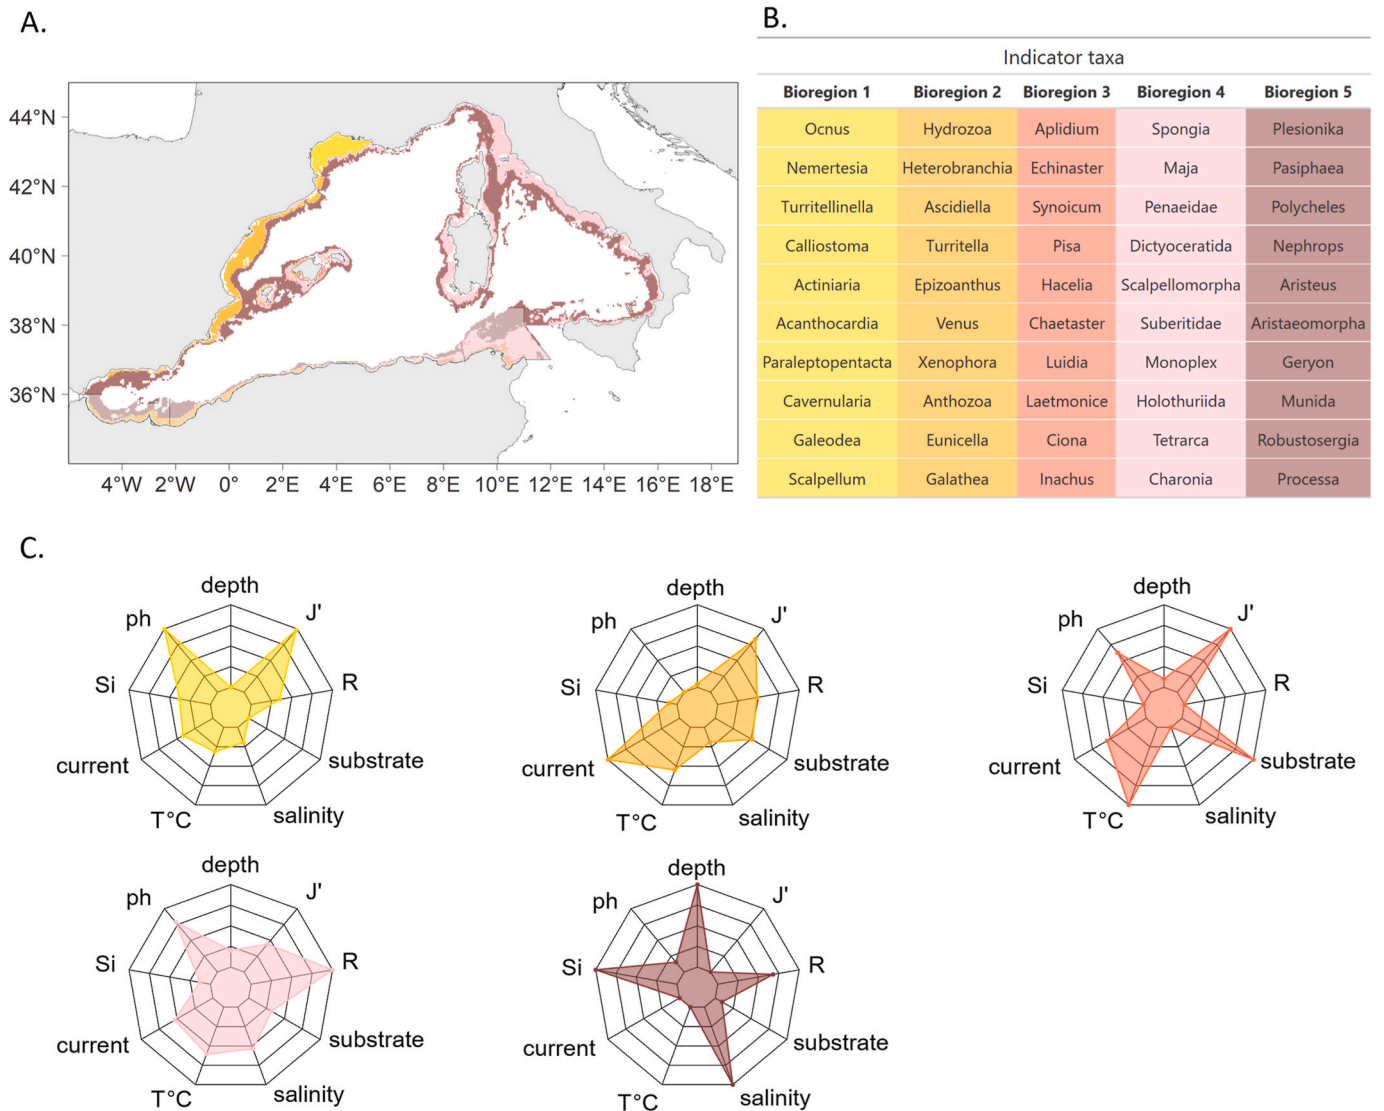 A.
44°N
42°N
40°N
38°N
36°N
4°W 2°W 0° 2°E 4°E 6°E 8°E 10°E 12°E 14°E 16°E 18°E
B.
Indicator taxa
Bioregion 1 Bioregion 2 Bioregion 3 Bioregion 4 Bioregion 5
Ocnus Hydrozoa Aplidium Spongia Plesionika
Nemertesia Heterobranchia Echinaster Maja Pasiphaea
Turritellinella Ascidiella Synoicum Penaeidae Polycheles
Calliostoma Turritella Pisa Dictyoceratida Nephrops
Actiniaria Epizoanthus Hacelia Scalpellomorpha Aristeus
Acanthocardia Venus Chaetaster Suberitidae Aristaeomorpha
Paraleptopentacta Xenophora Luidia Monoplex Geryon
Cavernularia Anthozoa Laetmonice Holothuriida Munida
Galeodea Eunicella Ciona Tetrarca Robustosergia
Scalpellum Galathea Inachus Charonia Processa
C.
depth
J'
R
substrate
salinity
T°C
current
Si
ph
depth
J'
R
substrate
salinity
T°C
current
Si
ph
depth
J'
R
substrate
salinity
T°C
current
Si
ph
depth
J'
R
substrate
salinity
T°C
current
Si
ph
depth
J'
R
substrate
salinity
T°C
current
Si
ph